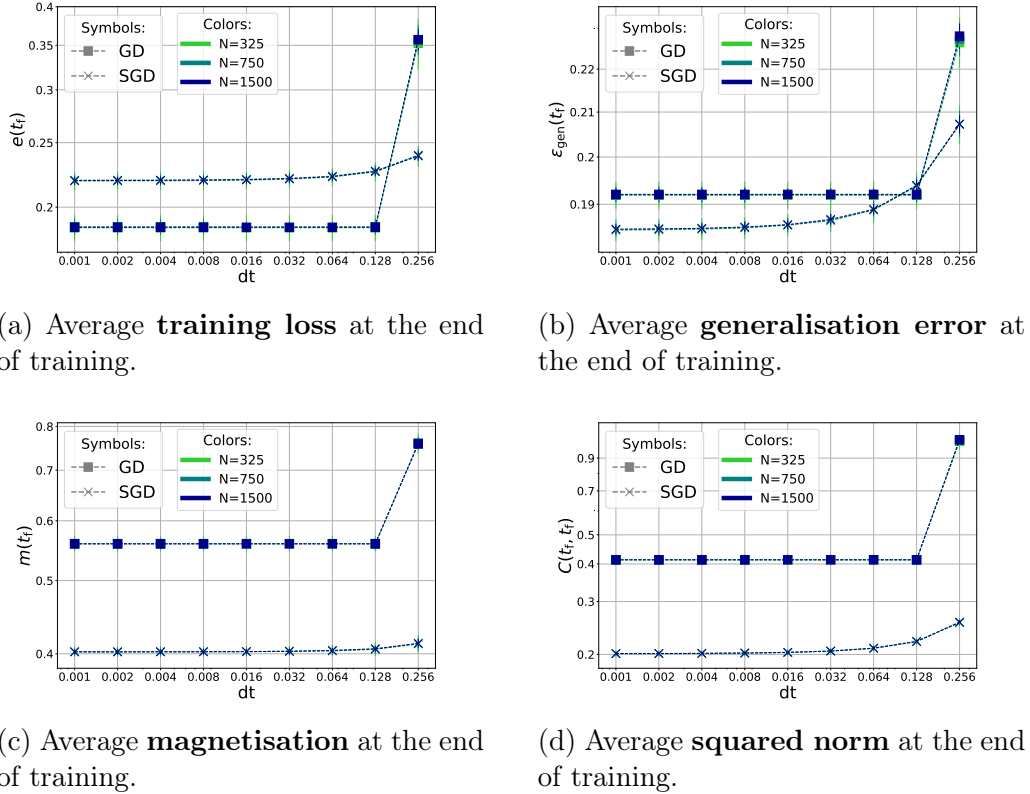 0.4
0.35
0.3
0.25
0.2
e(t_f)
Symbols:
GD
SGD
Colors:
N=325
N=750
N=1500
0.001 0.002 0.004 0.008 0.016 0.032 0.064 0.128 0.256
dt
0.22
0.21
0.2
0.19
ε_gen(t_f)
Symbols:
GD
SGD
Colors:
N=325
N=750
N=1500
0.001 0.002 0.004 0.008 0.016 0.032 0.064 0.128 0.256
dt
(a) Average training loss at the end
of training.
(b) Average generalisation error at
the end of training.
0.8
0.7
0.6
0.5
0.4
m(t_f)
Symbols:
GD
SGD
Colors:
N=325
N=750
N=1500
0.001 0.002 0.004 0.008 0.016 0.032 0.064 0.128 0.256
dt
0.9
0.7
0.5
0.4
0.3
0.2
C(t_f, t_f)
Symbols:
GD
SGD
Colors:
N=325
N=750
N=1500
0.001 0.002 0.004 0.008 0.016 0.032 0.064 0.128 0.256
dt
(c) Average magnetisation at the end
of training.
(d) Average squared norm at the end
of training.